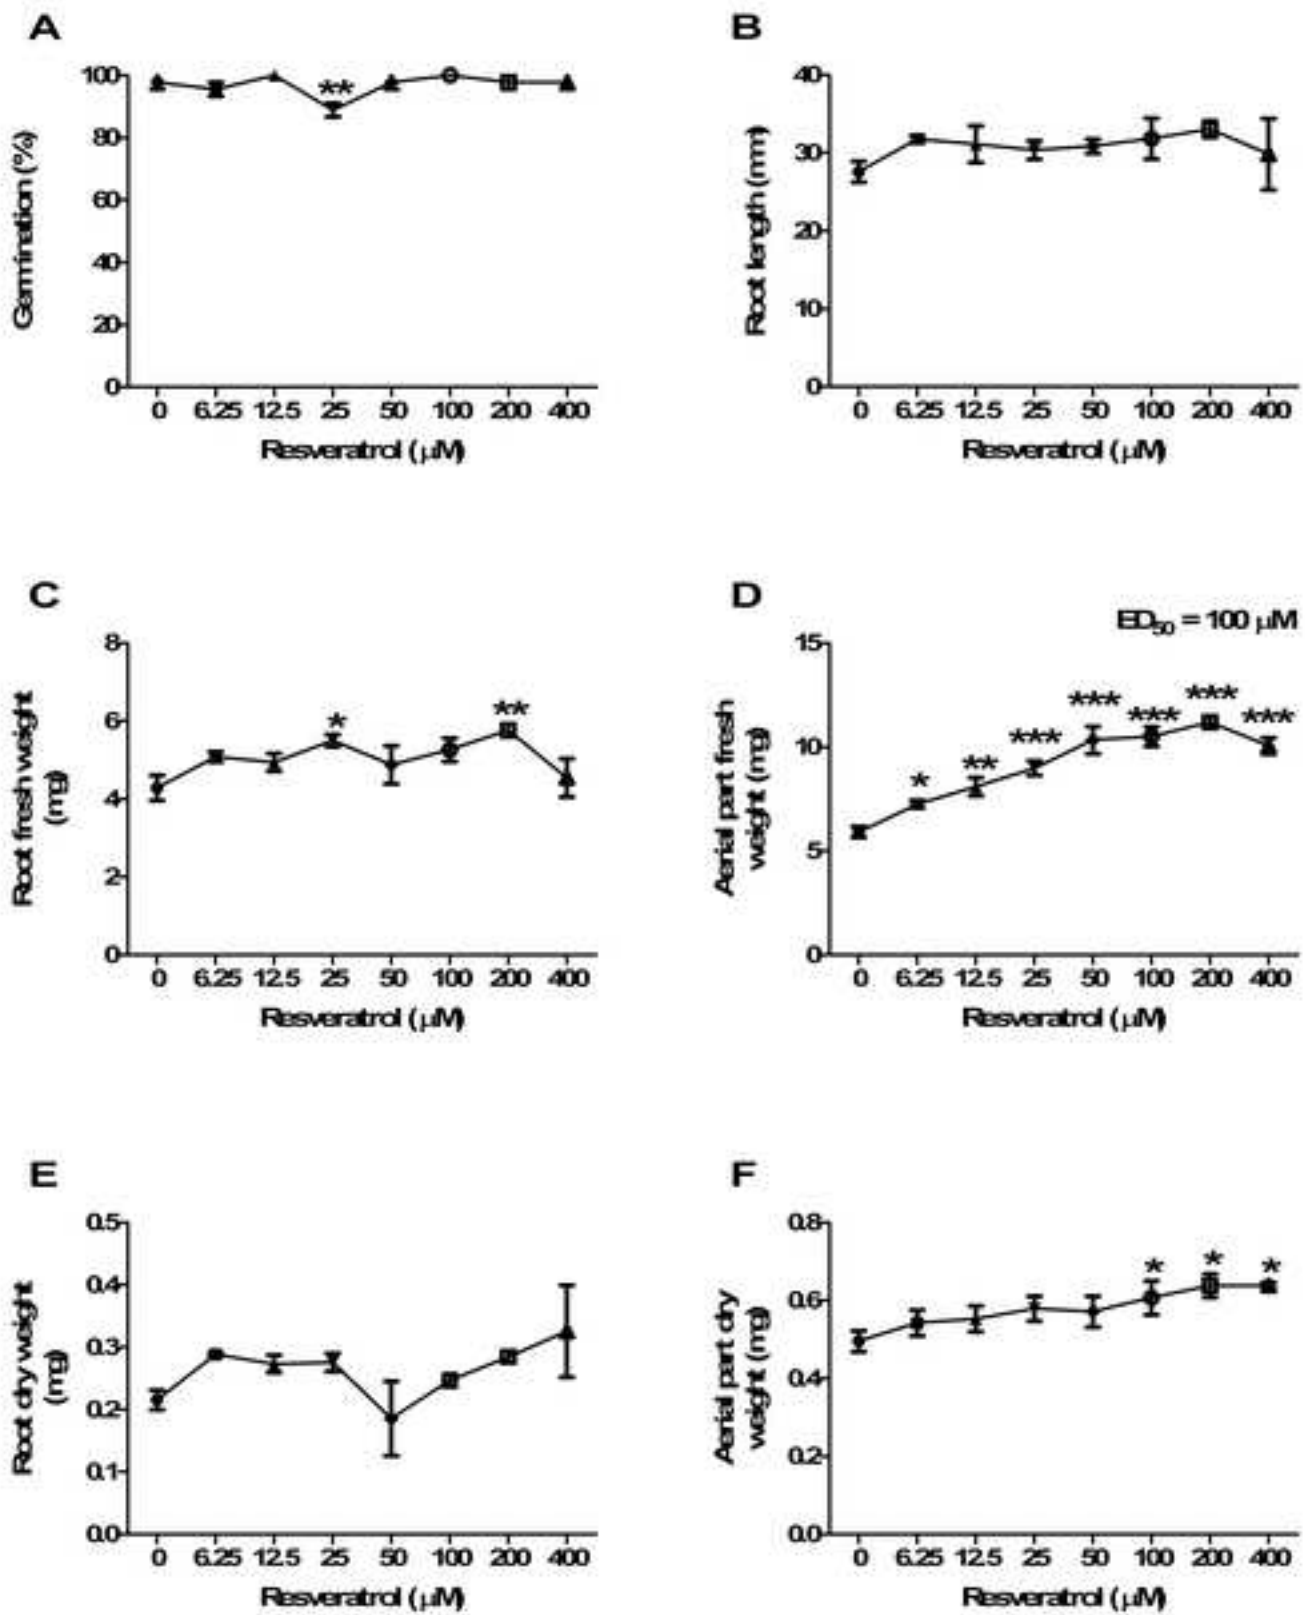 A
Germination (%)
100
80
60
40
20
0
0 6.25 12.5 25 50 100 200 400
Resveratrol (μM)
**
B
Root length (mm)
40
30
20
10
0
0 6.25 12.5 25 50 100 200 400
Resveratrol (μM)
C
Root fresh weight
(mg)
8
6
4
2
0
0 6.25 12.5 25 50 100 200 400
Resveratrol (μM)
* **
D
ED50 = 100 μM
Aerial part fresh
weight (mg)
15
10
5
0
0 6.25 12.5 25 50 100 200 400
Resveratrol (μM)
* ** *** *** *** *** ***
E
Root dry weight
(mg)
0.5
0.4
0.3
0.2
0.1
0.0
0 6.25 12.5 25 50 100 200 400
Resveratrol (μM)
F
Aerial part dry
weight (mg)
0.8
0.6
0.4
0.2
0.0
0 6.25 12.5 25 50 100 200 400
Resveratrol (μM)
* * *